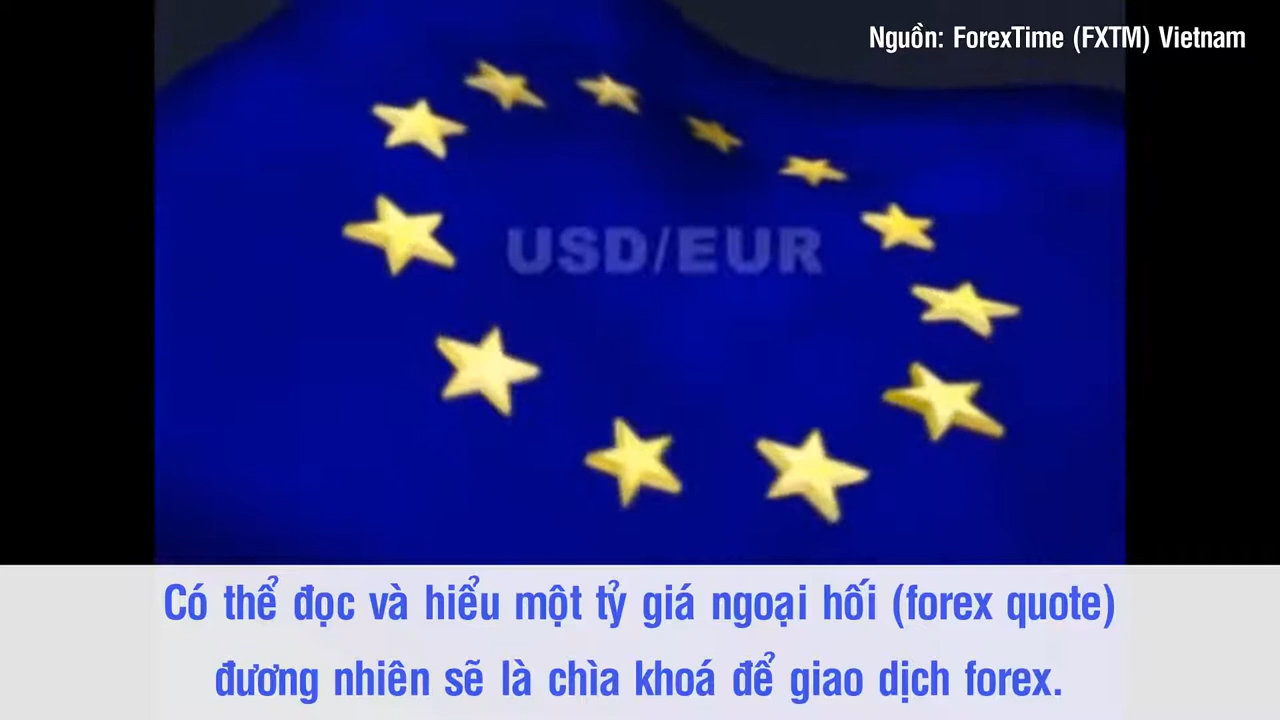 Nguồn: ForexTime (FXTM) Vietnam
USD/EUR
Có thể đọc và hiểu một tỷ giá ngoại hối (forex quote)
đương nhiên sẽ là chìa khoá để giao dịch forex.